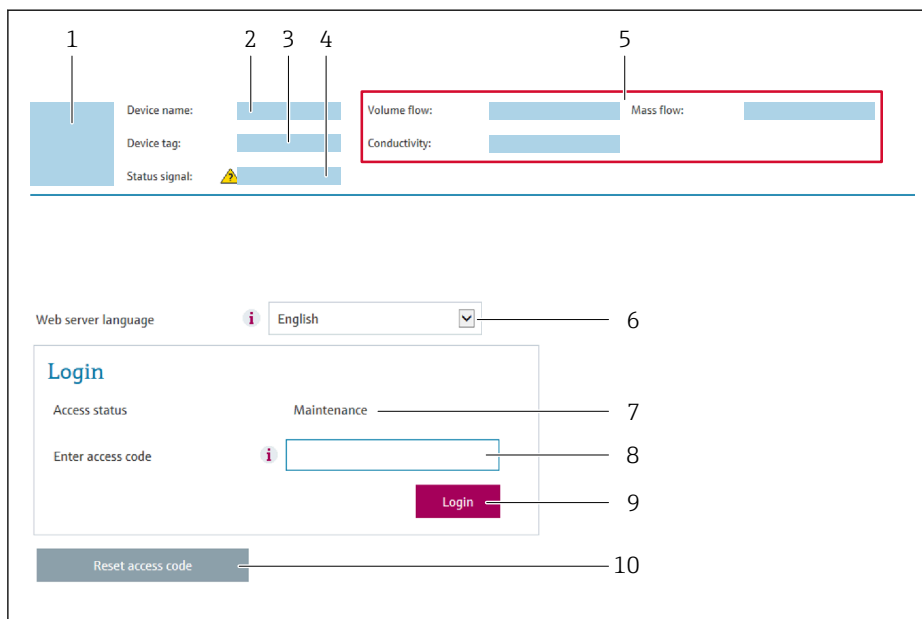 1 2 3 4 5
Device name: Volume flow: Mass flow:
Device tag: Conductivity:
Status signal: ?
Web server language i English 6
Login
Access status Maintenance 7
Enter access code i 8
Login 9
Reset access code 10